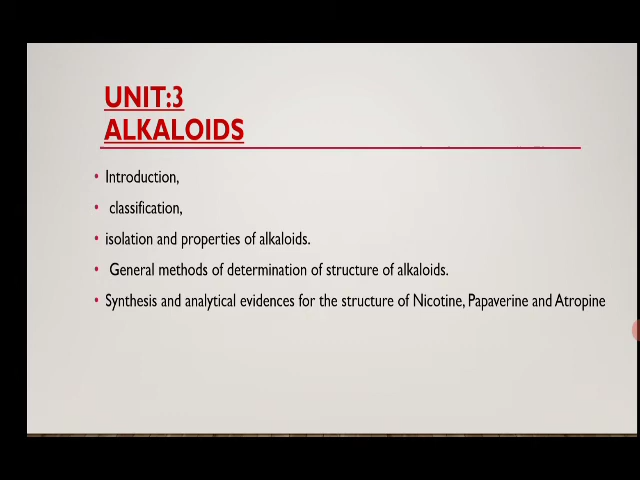 UNIT:3
ALKALOIDS
• Introduction,
• classification,
• isolation and properties of alkaloids.
• General methods of determination of structure of alkaloids.
• Synthesis and analytical evidences for the structure of Nicotine, Papaverine and Atropine